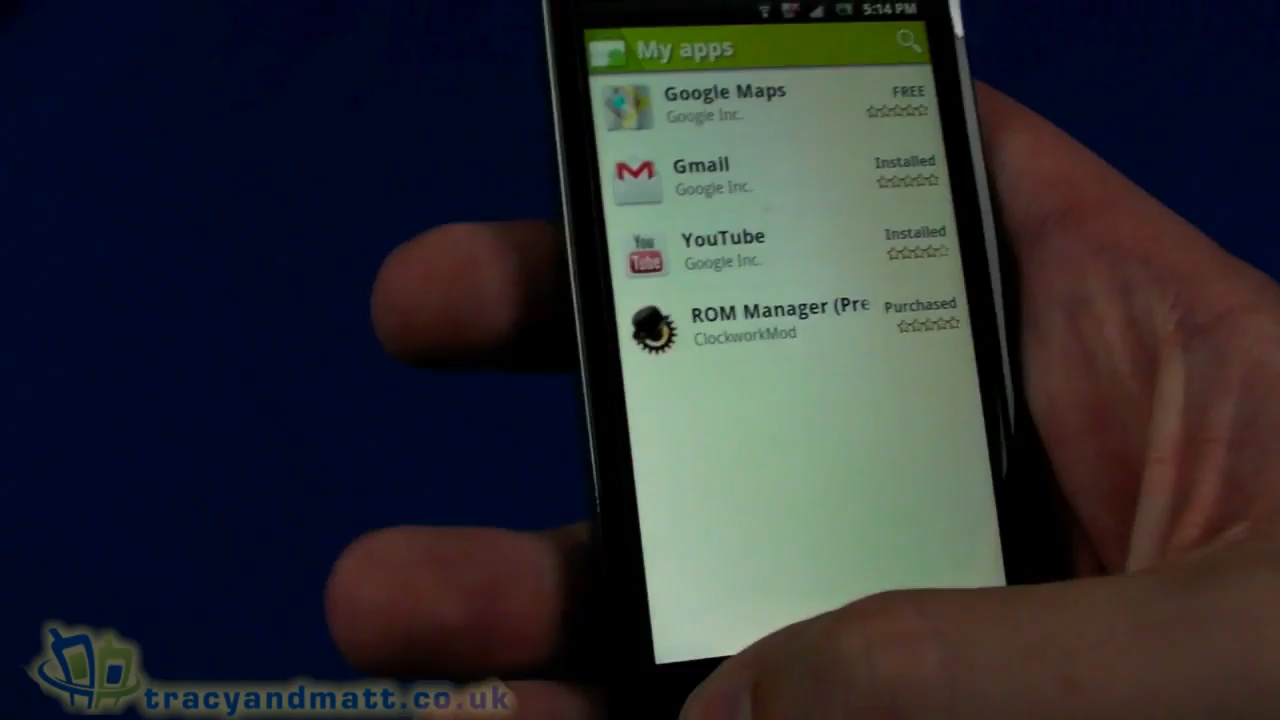 5:14 PM
My apps
Google Maps
FREE
Google Inc.
Gmail
Installed
Google Inc.
You
Tube
YouTube
Installed
Google Inc.
ROM Manager (Pre
Purchased
ClockworkMod
tracyandmatt.co.uk